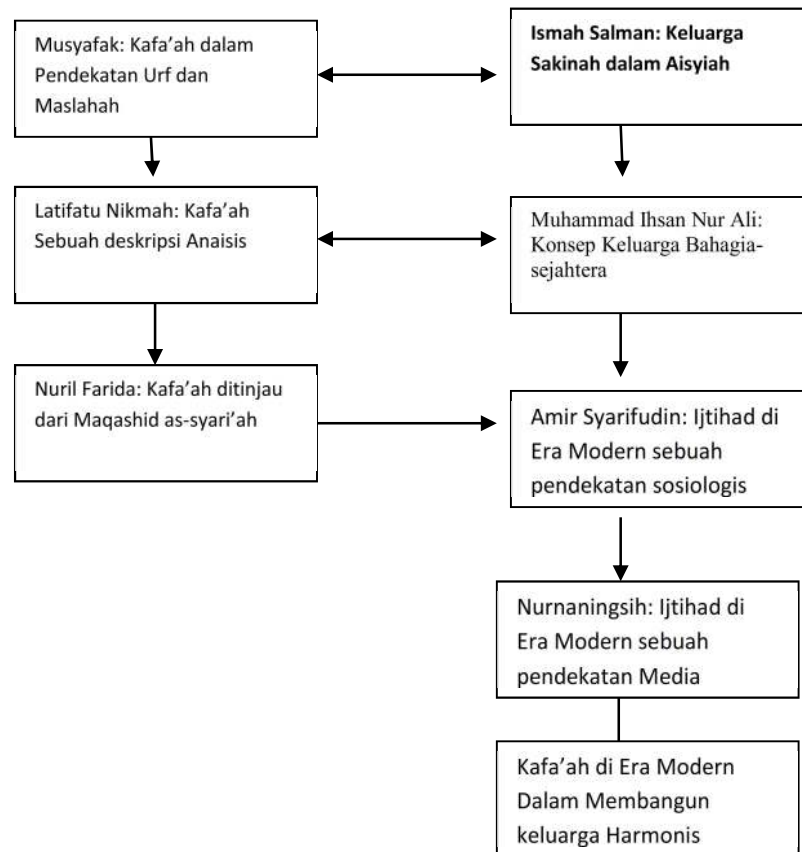 Musyafak: Kafa’ah dalam
Pendekatan Urf dan
Maslahah
Ismah Salman: Keluarga
Sakinah dalam Aisyiah
Latifatu Nikmah: Kafa’ah
Sebuah deskripsi Anaisis
Muhammad Ihsan Nur Ali:
Konsep Keluarga Bahagia-
sejahtera
Nuril Farida: Kafa’ah ditinjau
dari Maqashid as-syari’ah
Amir Syarifudin: Ijtihad di
Era Modern sebuah
pendekatan sosiologis
Nurnaningsih: Ijtihad di
Era Modern sebuah
pendekatan Media
Kafa’ah di Era Modern
Dalam Membangun
keluarga Harmonis